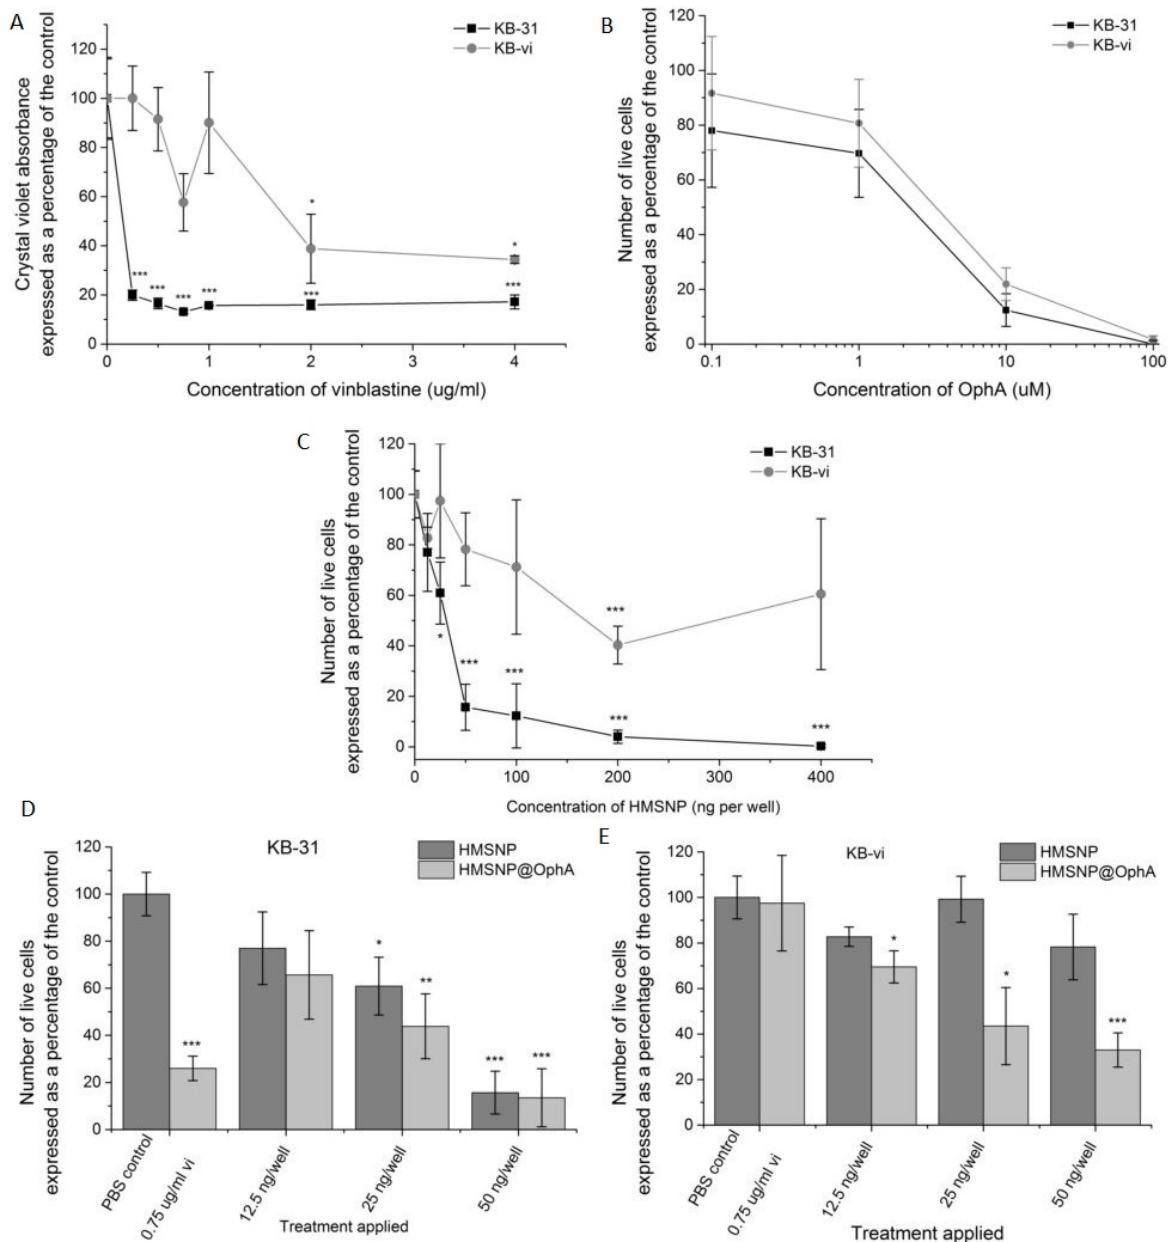 A
Crystal violet absorbance
expressed as a percentage of the control
120
100
80
60
40
20
0
KB-31
KB-vi
***
***
***
***
*
***
*
***
0 1 2 3 4
Concentration of vinblastine (ug/ml)
B
Number of live cells
expressed as a percentage of the control
120
100
80
60
40
20
0
KB-31
KB-vi
0.1 1 10 100
Concentration of OphA (uM)
C
Number of live cells
expressed as a percentage of the control
120
100
80
60
40
20
0
KB-31
KB-vi
*
***
***
***
***
***
0 100 200 300 400
Concentration of HMSNP (ng per well)
D
KB-31
HMSNP
HMSNP@OphA
Number of live cells
expressed as a percentage of the control
120
100
80
60
40
20
0
***
*
**
***
***
PBS control
0.75 ug/ml vi
12.5 ng/well
25 ng/well
50 ng/well
Treatment applied
E
KB-vi
HMSNP
HMSNP@OphA
Number of live cells
expressed as a percentage of the control
120
100
80
60
40
20
0
*
*
***
PBS control
0.75 ug/ml vi
12.5 ng/well
25 ng/well
50 ng/well
Treatment applied